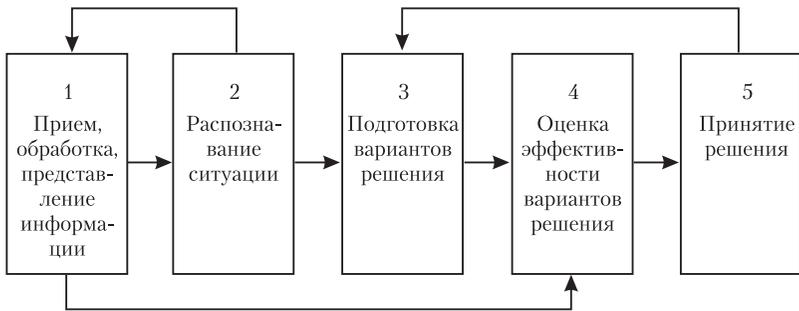 1
Прием,
обработка,
представ-
ление
информа-
ции
2
Распозна-
вание
ситуации
3
Подготовка
вариантов
решения
4
Оценка
эффектив-
ности
вариантов
решения
5
Принятие
решения